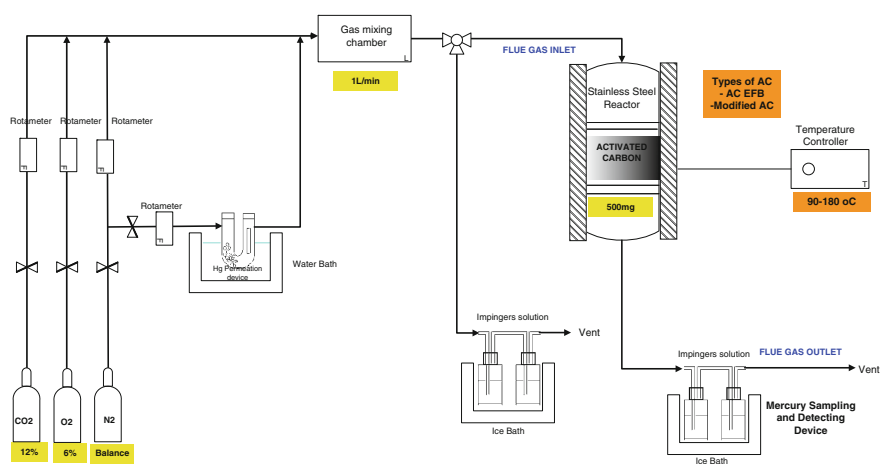 Gas mixing
chamber
L
1L/min
FLUE GAS INLET
Stainless Steel
Reactor
ACTIVATED
CARBON
500mg
Types of AC
- AC EFB
-Modified AC
Temperature
Controller
T
90-180 oC
Rotameter
Rotameter
Rotameter
F
F
F
Rotameter
F
Hg Permeation
device
Water Bath
Impingers solution
Vent
Ice Bath
Impingers solution
FLUE GAS OUTLET
Vent
Mercury Sampling
and Detecting
Device
Ice Bath
CO2
O2
N2
12%
6%
Balance